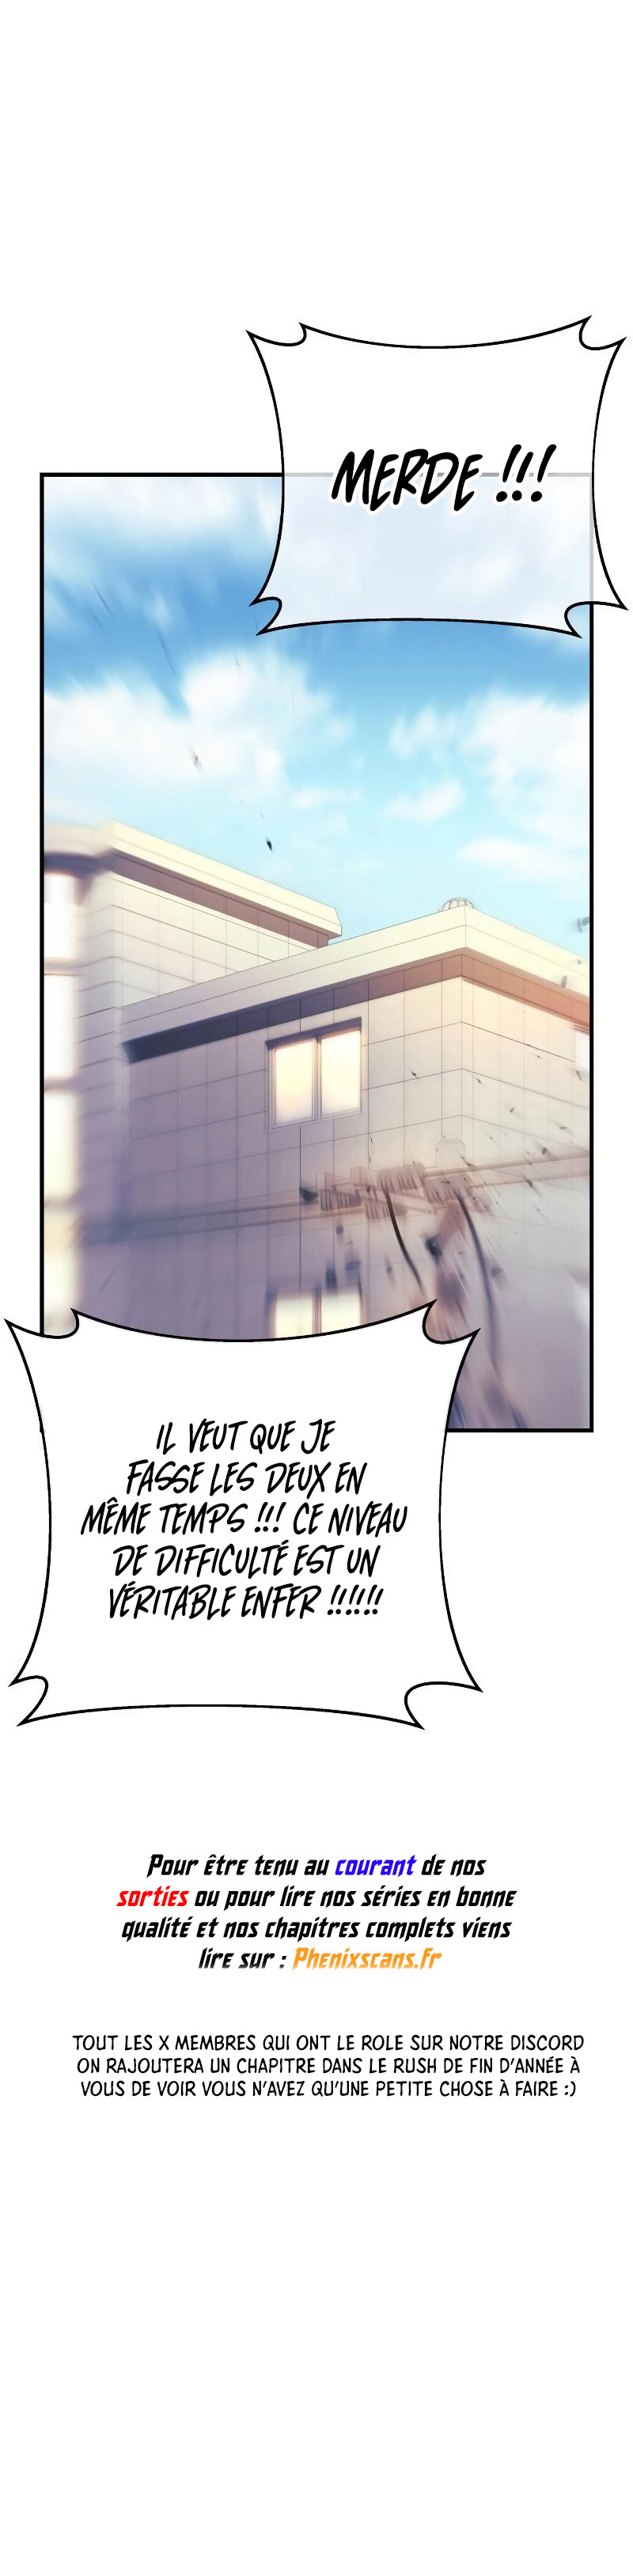 MERDE !!!
IL VEUT QUE JE
FASSE LES DEUX EN
MÊME TEMPS !!! CE NIVEAU
DE DIFFICULTÉ EST UN
VÉRITABLE ENFER !!!!!!
Pour être tenu au courant de nos
sorties ou pour lire nos séries en bonne
qualité et nos chapitres complets viens
lire sur : Phenixscans.fr
TOUT LES X MEMBRES QUI ONT LE ROLE SUR NOTRE DISCORD
ON RAJOUTERA UN CHAPITRE DANS LE RUSH DE FIN D'ANNÉE À
VOUS DE VOIR VOUS N'AVEZ QU'UNE PETITE CHOSE À FAIRE :)